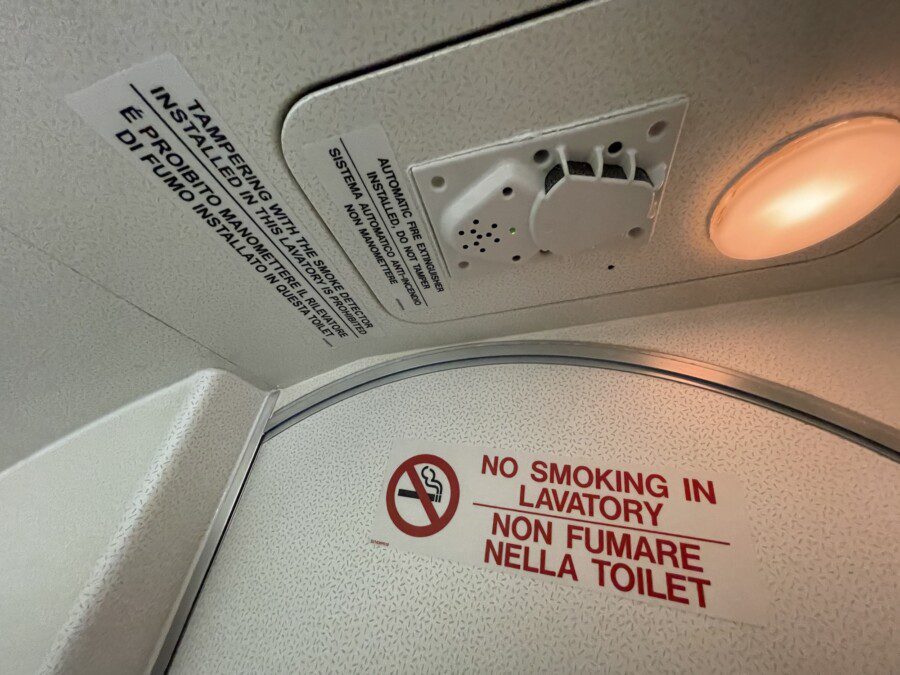 TAMPERING WITH THE SMOKE DETECTOR
INSTALLED IN THIS LAVATORY IS PROHIBITED
É PROIBITO MANOMETTERE IL RILEVATORE
DI FUMO INSTALLATO IN QUESTA TOILET
AUTOMATIC FIRE EXTINGUISHER
INSTALLED, DO NOT TAMPER
SISTEMA AUTOMATICO ANTI-INCENDIO
NON MANOMETTERE
NO SMOKING IN
LAVATORY
NON FUMARE
NELLA TOILET